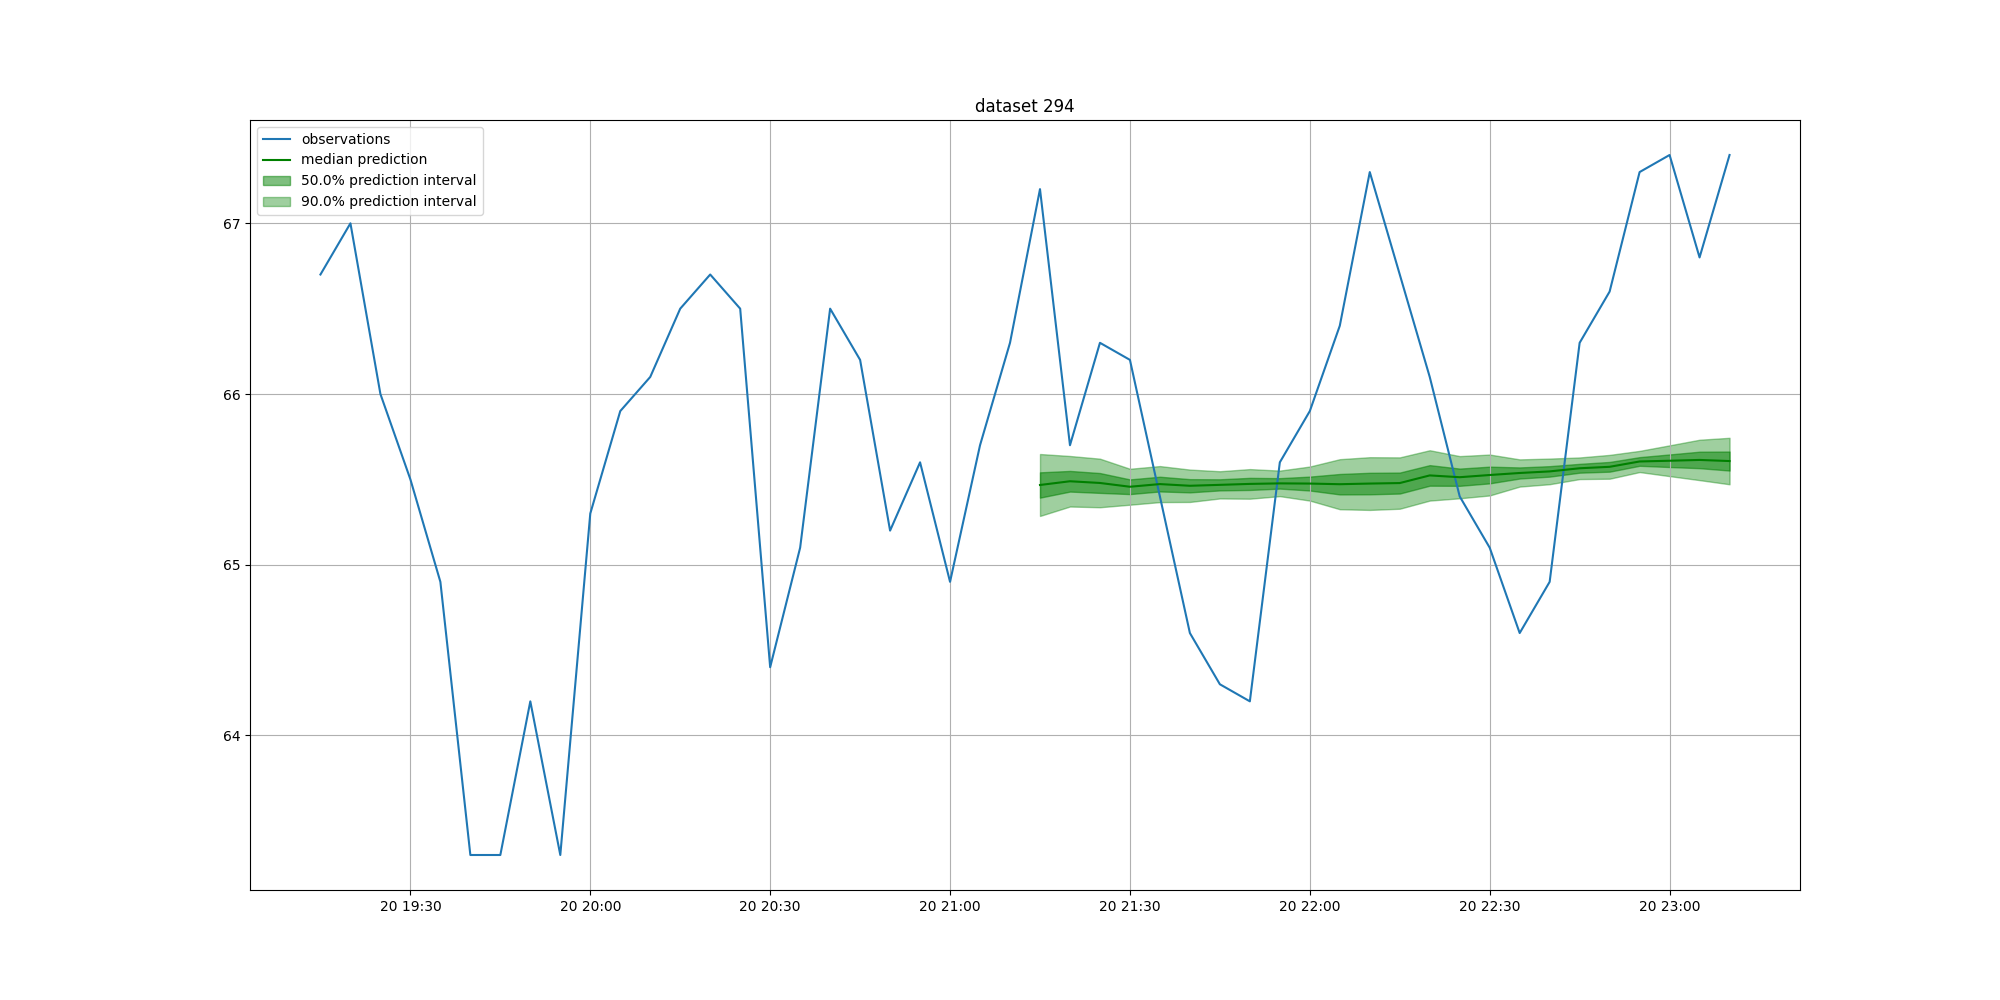 dataset 294
observations
median prediction
50.0% prediction interval
90.0% prediction interval
67
66
65
64
20 19:30
20 20:00
20 20:30
20 21:00
20 21:30
20 22:00
20 22:30
20 23:00